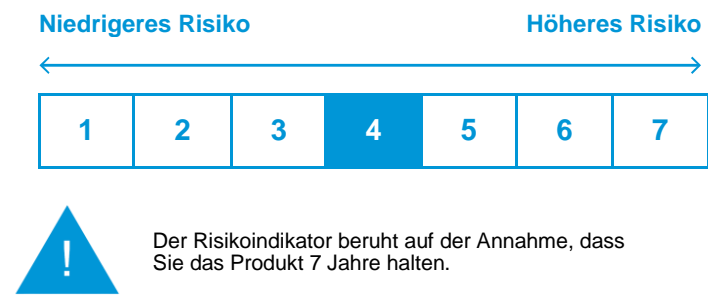 Niedrigeres Risiko Höheres Risiko
1 2 3 4 5 6 7
!
Der Risikoindikator beruht auf der Annahme, dass
Sie das Produkt 7 Jahre halten.